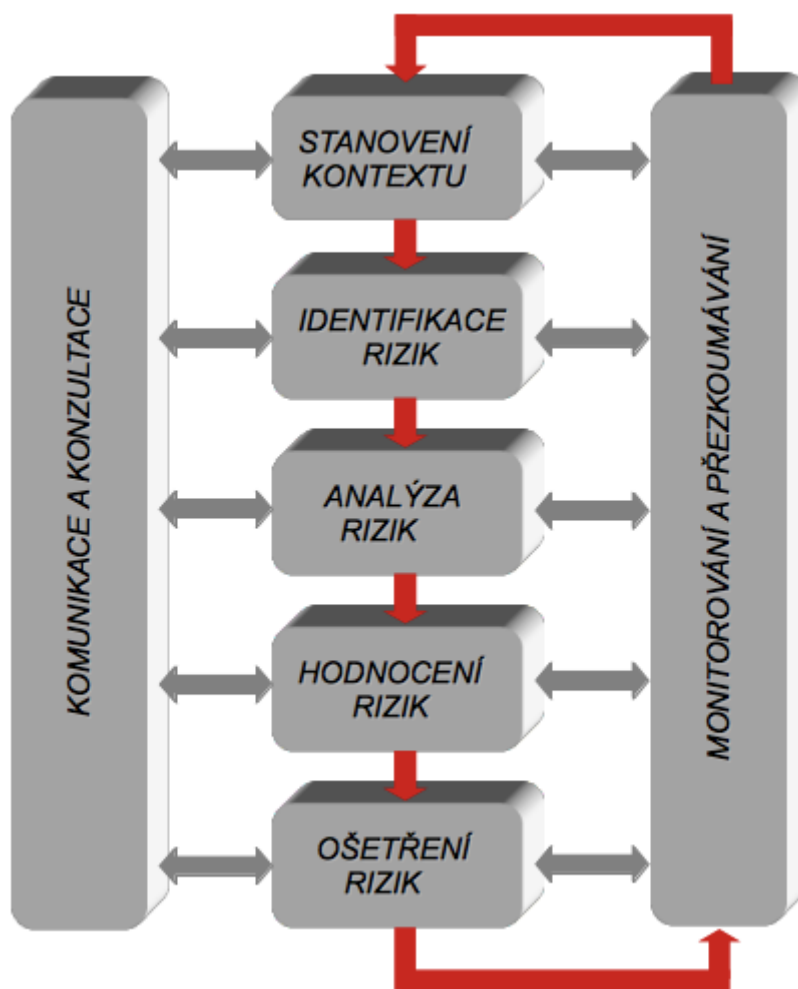 KOMUNIKACE A KONZULTACE
STANOVENÍ
KONTEXTU
IDENTIFIKACE
RIZIK
ANALÝZA
RIZIK
HODNOCENÍ
RIZIK
OŠETŘENÍ
RIZIK
MONITOROVÁNÍ A PŘEZKOUMÁVÁNÍ